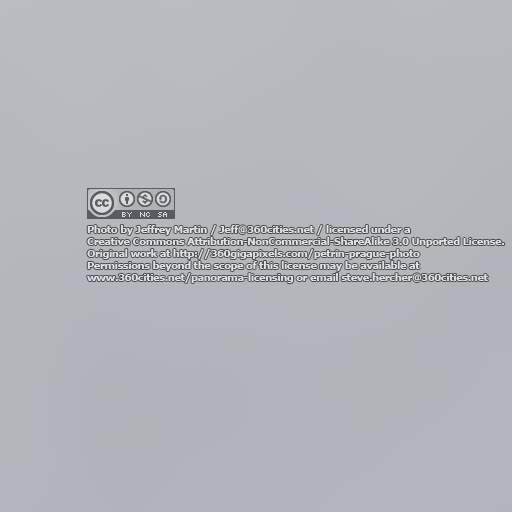 cc
BY NC SA
Photo by Jeffrey Martin / Jeff@360cities.net / licensed under a
Creative Commons Attribution-NonCommercial-ShareAlike 3.0 Unported License.
Original work at http://360gigapixels.com/petrin-prague-photo
Permissions beyond the scope of this license may be available at
www.360cities.net/panorama-licensing or email steve.hercher@360cities.net